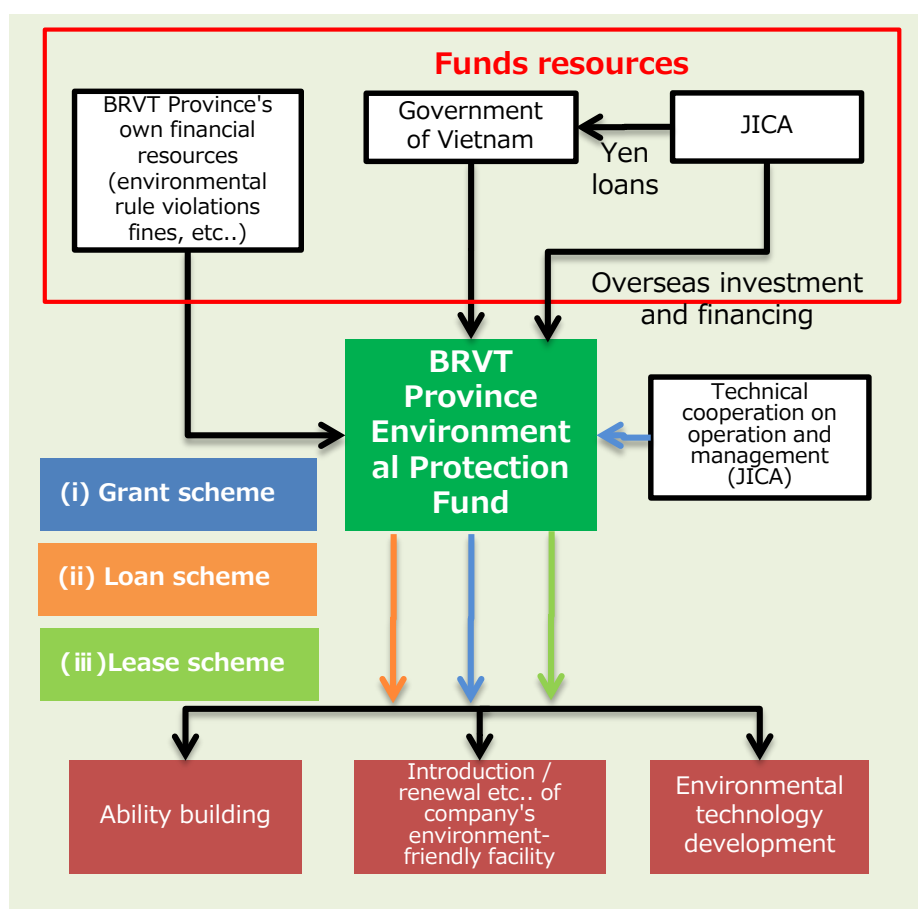 Funds resources
BRVT Province's
own financial
resources
(environmental
rule violations
fines, etc..)
Government
of Vietnam
JICA
Yen
loans
Overseas investment
and financing
BRVT
Province
Environment
al Protection
Fund
Technical
cooperation on
operation and
management
(JICA)
(i) Grant scheme
(ii) Loan scheme
(ⅲ)Lease scheme
Ability building
Introduction /
renewal etc.. of
company's
environment-
friendly facility
Environmental
technology
development